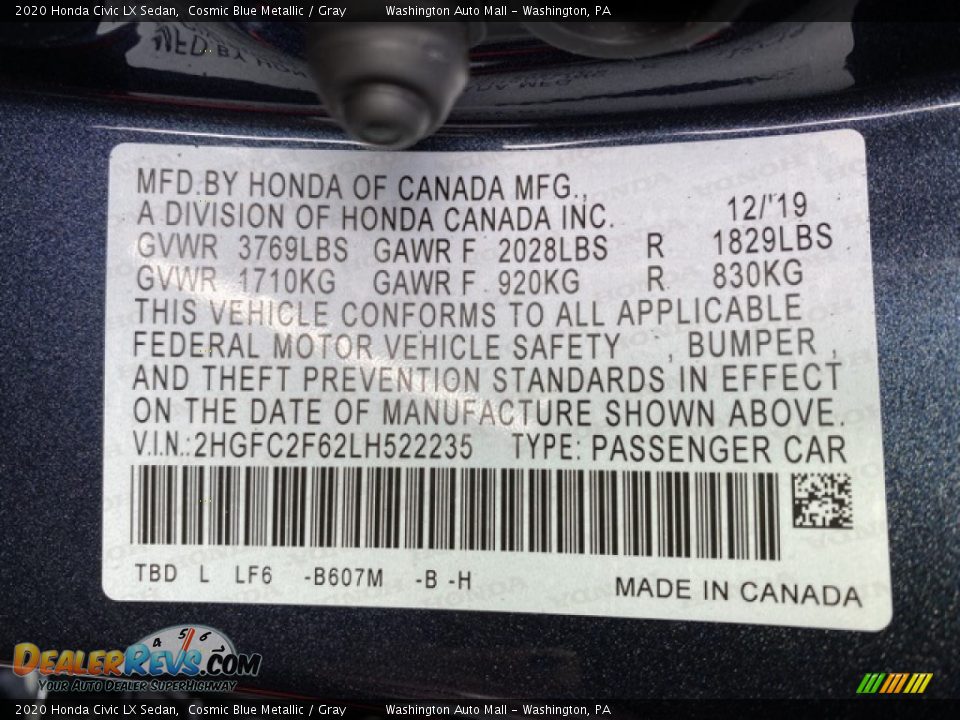 2020 Honda Civic LX Sedan, Cosmic Blue Metallic / Gray Washington Auto Mall - Washington, PA
MFD. BY HONDA OF CANADA MFG.,
A DIVISION OF HONDA CANADA INC. 12/'19
GVWR 3769LBS GAWR F 2028LBS R 1829LBS
GVWR 1710KG GAWR F 920KG R 830KG
THIS VEHICLE CONFORMS TO ALL APPLICABLE
FEDERAL MOTOR VEHICLE SAFETY , BUMPER ,
AND THEFT PREVENTION STANDARDS IN EFFECT
ON THE DATE OF MANUFACTURE SHOWN ABOVE.
V.I.N.:2HGFC2F62LH522235 TYPE: PASSENGER CAR
TBD L LF6 -B607M -B -H
MADE IN CANADA
4 5 6
DEALERREVS.COM
YOUR AUTO DEALER SUPERHIGHWAY
2020 Honda Civic LX Sedan, Cosmic Blue Metallic / Gray Washington Auto Mall - Washington, PA